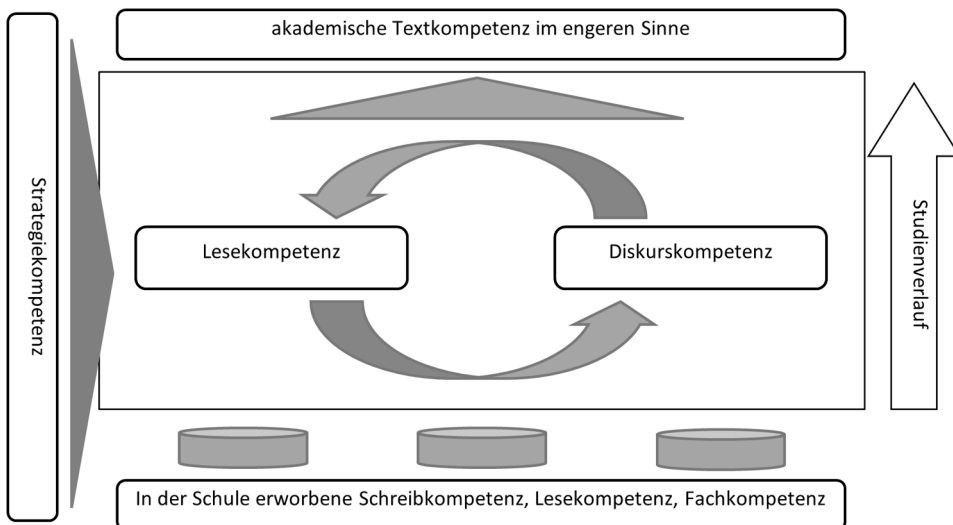 akademische Textkompetenz im engeren Sinne
Strategiekompetenz
Lesekompetenz
Diskurskompetenz
Studienverlauf
In der Schule erworbene Schreibkompetenz, Lesekompetenz, Fachkompetenz